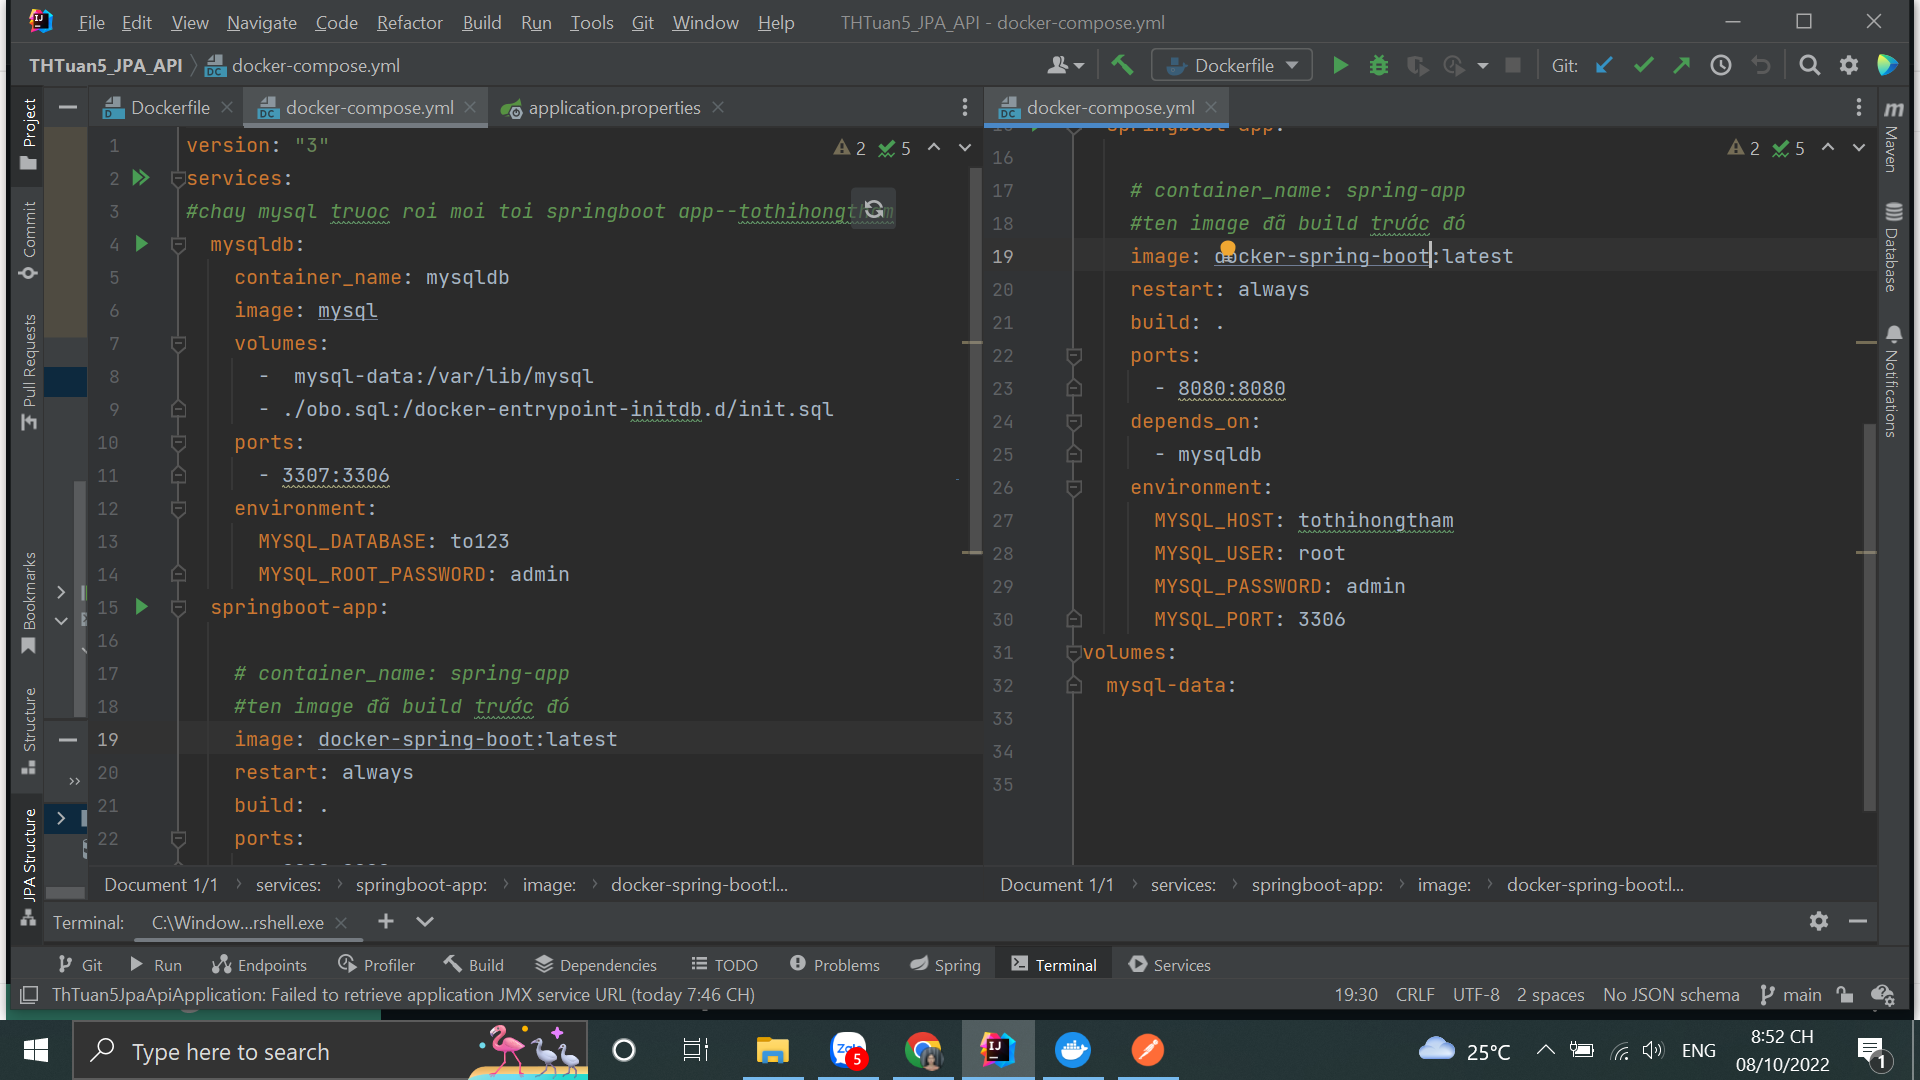 File Edit View Navigate Code Refactor Build Run Tools Git Window Help THTuan5_JPA_API - docker-compose.yml
THTuan5_JPA_API docker-compose.yml Dockerfile Git:
Dockerfile docker-compose.yml application.properties
1 version: "3"
2 services:
3 #chay mysql truoc roi moi toi springboot app--tothihongtham
4 mysqldb:
5 container_name: mysqldb
6 image: mysql
7 volumes:
8 - mysql-data:/var/lib/mysql
9 - ./obo.sql:/docker-entrypoint-initdb.d/init.sql
10 ports:
11 - 3307:3306
12 environment:
13 MYSQL_DATABASE: to123
14 MYSQL_ROOT_PASSWORD: admin
15 springboot-app:
16
17 # container_name: spring-app
18 #ten image đã build trước đó
19 image: docker-spring-boot:latest
20 restart: always
21 build: .
22 ports:
2 5
Document 1/1 services: springboot-app: image: docker-spring-boot:l...
docker-compose.yml
springboot-app:
16
17 # container_name: spring-app
18 #ten image đã build trước đó
19 image: docker-spring-boot:latest
20 restart: always
21 build: .
22 ports:
23 - 8080:8080
24 depends_on:
25 - mysqldb
26 environment:
27 MYSQL_HOST: tothihongtham
28 MYSQL_USER: root
29 MYSQL_PASSWORD: admin
30 MYSQL_PORT: 3306
31 volumes:
32 mysql-data:
33
34
35
2 5
Document 1/1 services: springboot-app: image: docker-spring-boot:l...
Project
Commit
Pull Requests
Bookmarks
Structure
JPA Structure
Maven
Database
Notifications
Terminal: C:\Window...rshell.exe
Git Run Endpoints Profiler Build Dependencies TODO Problems Spring Terminal Services
ThTuan5JpaApiApplication: Failed to retrieve application JMX service URL (today 7:46 CH) 19:30 CRLF UTF-8 2 spaces No JSON schema main
Type here to search
Zalo 5
25°C ENG
8:52 CH
08/10/2022
1